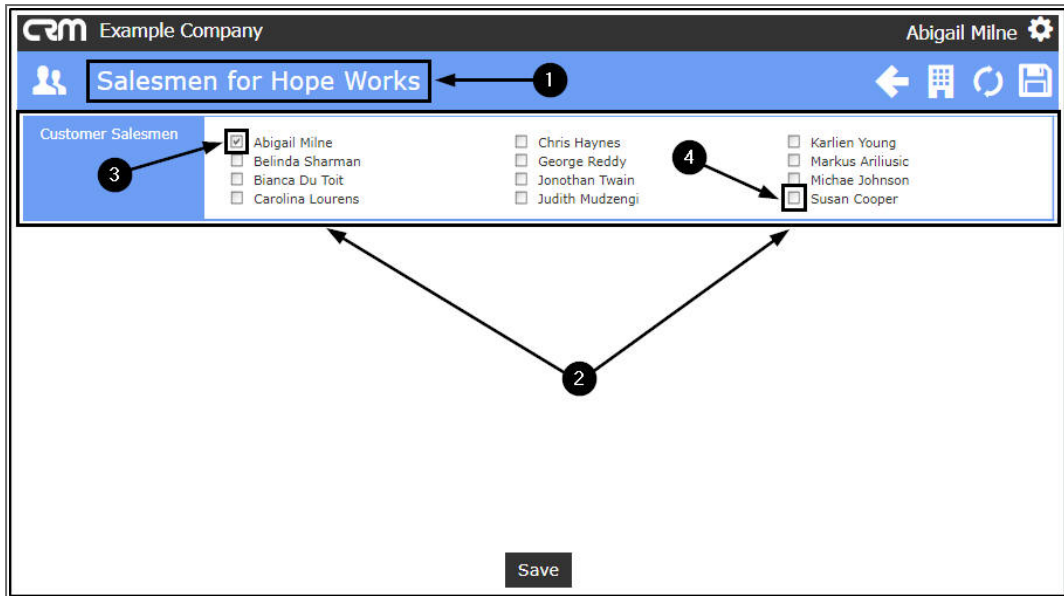 CRM Example Company
Abigail Milne
Salesmen for Hope Works
1
Customer Salesmen
Abigail Milne
Belinda Sharman
Bianca Du Toit
Carolina Lourens
Chris Haynes
George Reddy
Jonothan Twain
Judith Mudzengi
Karlien Young
Markus Ariliusic
Michae Johnson
Susan Cooper
3
4
2
Save